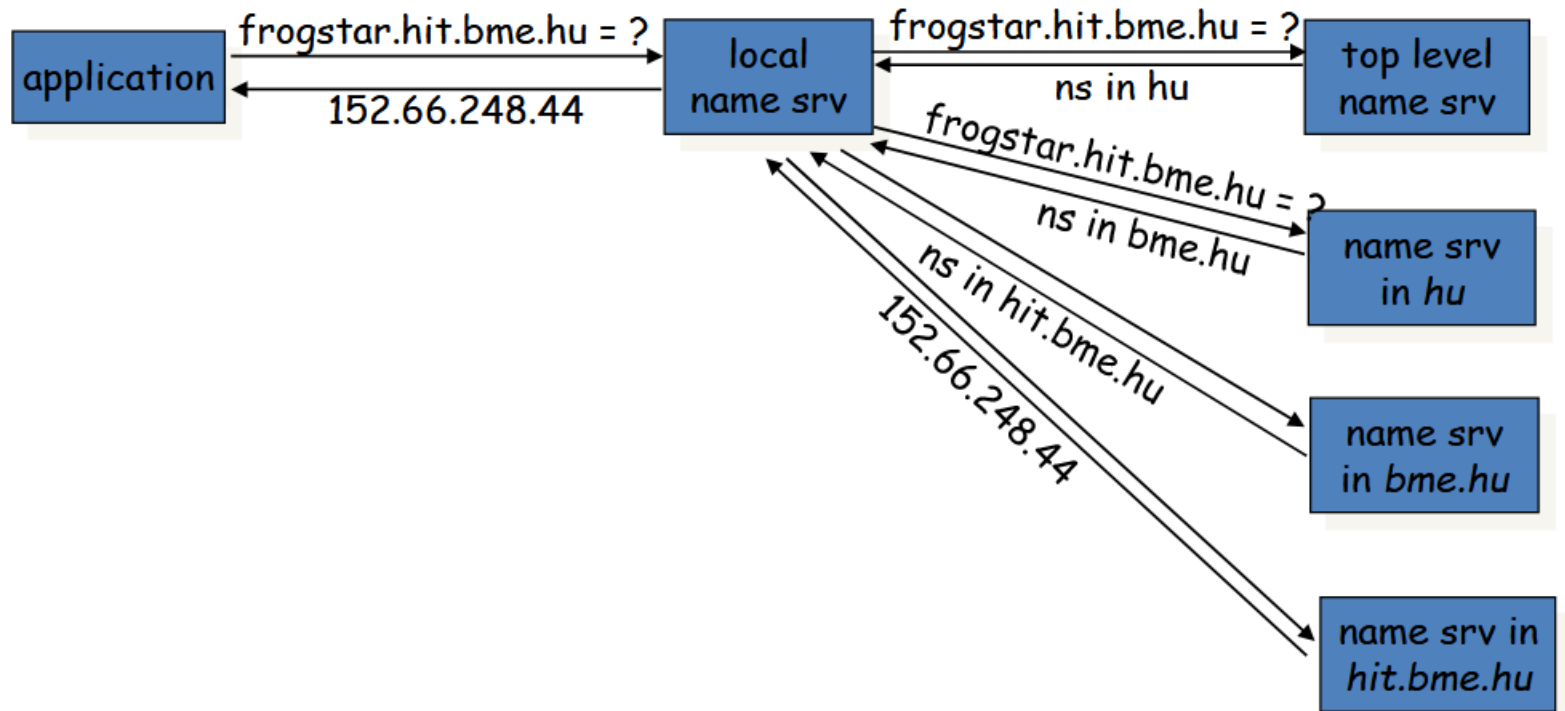 application
frogstar.hit.bme.hu = ?
152.66.248.44
local
name srv
frogstar.hit.bme.hu = ?
ns in hu
top level
name srv
frogstar.hit.bme.hu = ?
ns in bme.hu
name srv
in hu
ns in hit.bme.hu
name srv
in bme.hu
152.66.248.44
name srv in
hit.bme.hu